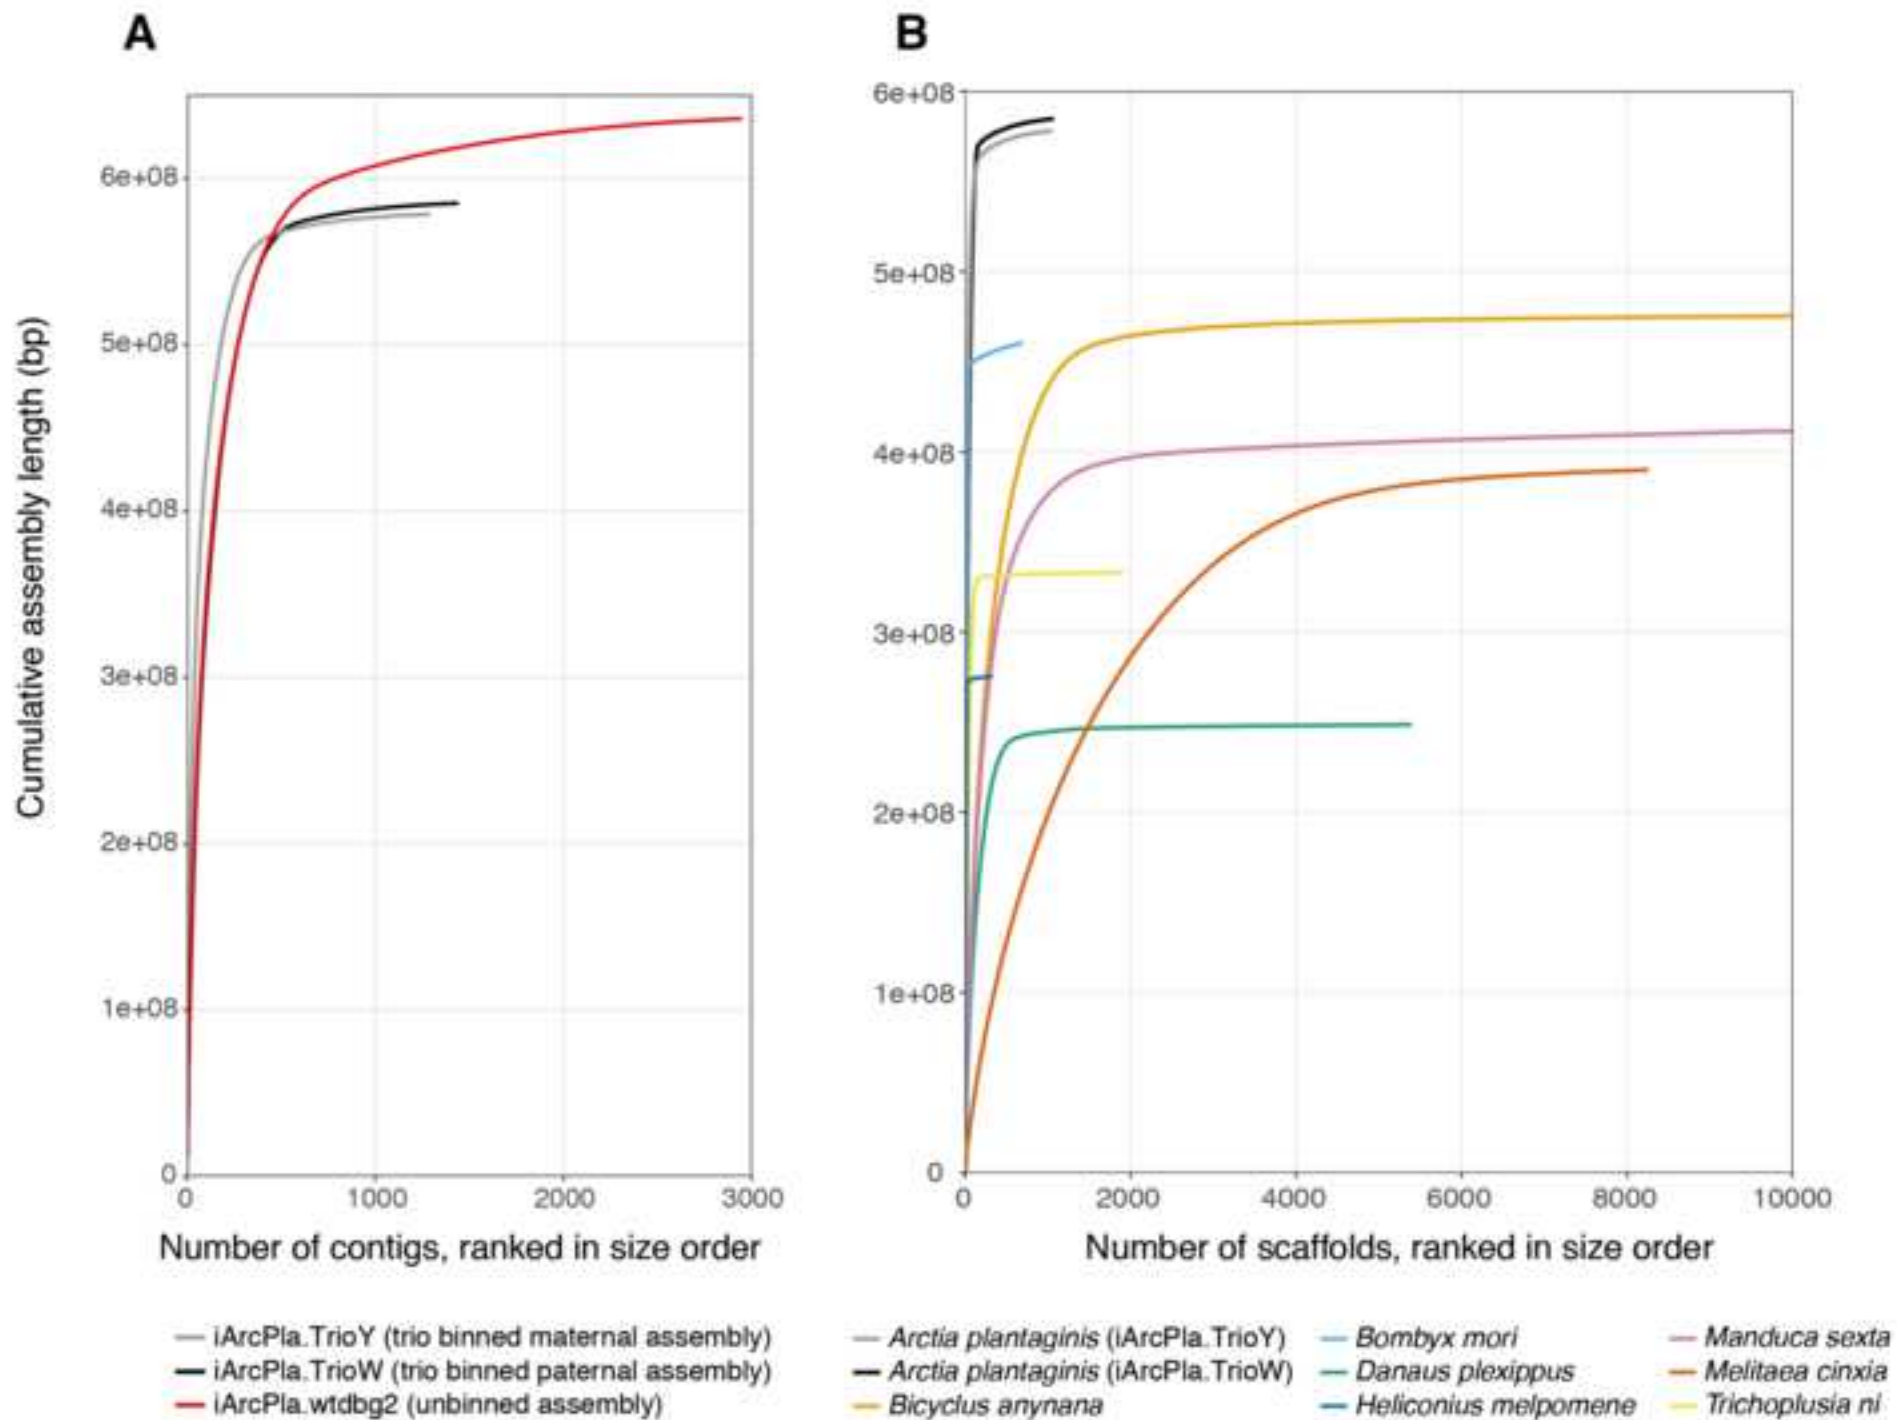 A
B
Cumulative assembly length (bp)
6e+08
5e+08
4e+08
3e+08
2e+08
1e+08
0
0 1000 2000 3000
Number of contigs, ranked in size order
6e+08
5e+08
4e+08
3e+08
2e+08
1e+08
0
0 2000 4000 6000 8000 10000
Number of scaffolds, ranked in size order
iArcPla.TrioY (trio binned maternal assembly)
iArcPla.TrioW (trio binned paternal assembly)
iArcPla.wtdbg2 (unbinned assembly)
Arctia plantaginis (iArcPla.TrioY)
Arctia plantaginis (iArcPla.TrioW)
Bicyclus anynana
Bombyx mori
Danaus plexippus
Heliconius melpomene
Manduca sexta
Melitaea cinxia
Trichoplusia ni